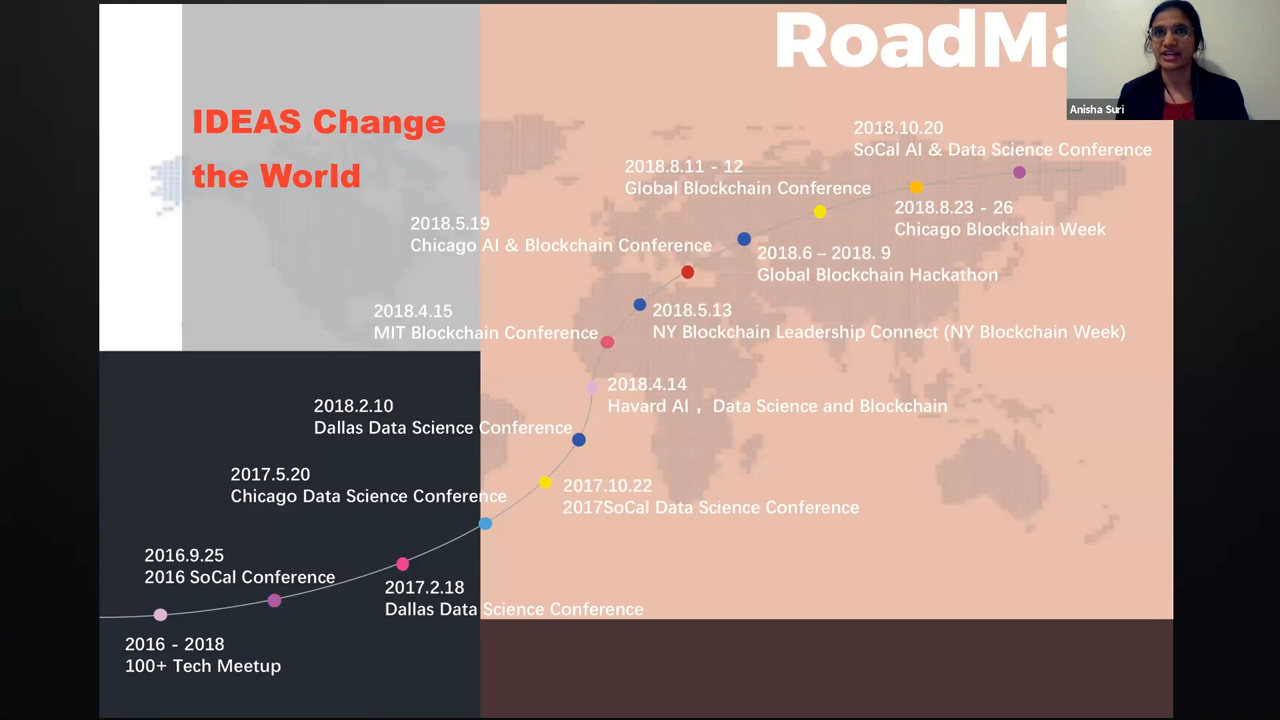 RoadMa
Anisha Suri
IDEAS Change
the World
2018.10.20
SoCal AI & Data Science Conference
2018.8.11 - 12
Global Blockchain Conference
2018.8.23 - 26
Chicago Blockchain Week
2018.5.19
Chicago AI & Blockchain Conference
2018.6 – 2018. 9
Global Blockchain Hackathon
2018.4.15
MIT Blockchain Conference
2018.5.13
NY Blockchain Leadership Connect (NY Blockchain Week)
2018.4.14
Havard AI ，Data Science and Blockchain
2018.2.10
Dallas Data Science Conference
2017.5.20
Chicago Data Science Conference
2017.10.22
2017SoCal Data Science Conference
2016.9.25
2016 SoCal Conference
2017.2.18
Dallas Data Science Conference
2016 - 2018
100+ Tech Meetup